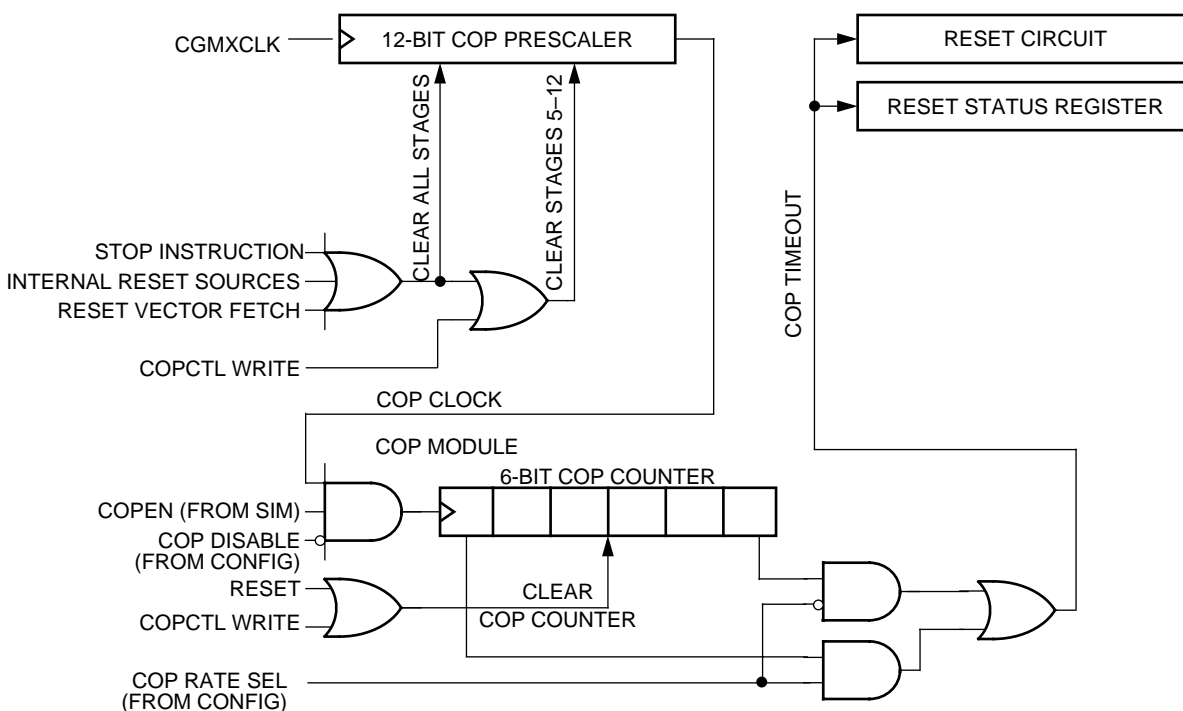 CGMXCLK
12-BIT COP PRESCALER
RESET CIRCUIT
RESET STATUS REGISTER
CLEAR ALL STAGES
CLEAR STAGES 5–12
COP TIMEOUT
STOP INSTRUCTION
INTERNAL RESET SOURCES
RESET VECTOR FETCH
COPCTL WRITE
COP CLOCK
COP MODULE
6-BIT COP COUNTER
COPEN (FROM SIM)
COP DISABLE
(FROM CONFIG)
RESET
COPCTL WRITE
CLEAR
COP COUNTER
COP RATE SEL
(FROM CONFIG)